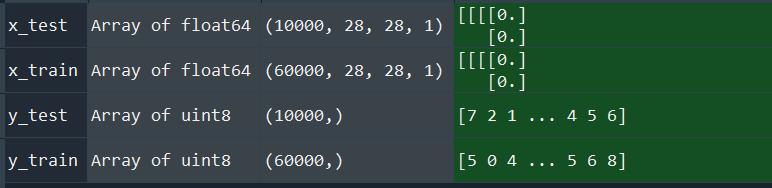 x_test Array of float64 (10000, 28, 28, 1) [[[[0.]
[0.]
x_train Array of float64 (60000, 28, 28, 1) [[[[0.]
[0.]
y_test Array of uint8 (10000,) [7 2 1 ... 4 5 6]
y_train Array of uint8 (60000,) [5 0 4 ... 5 6 8]